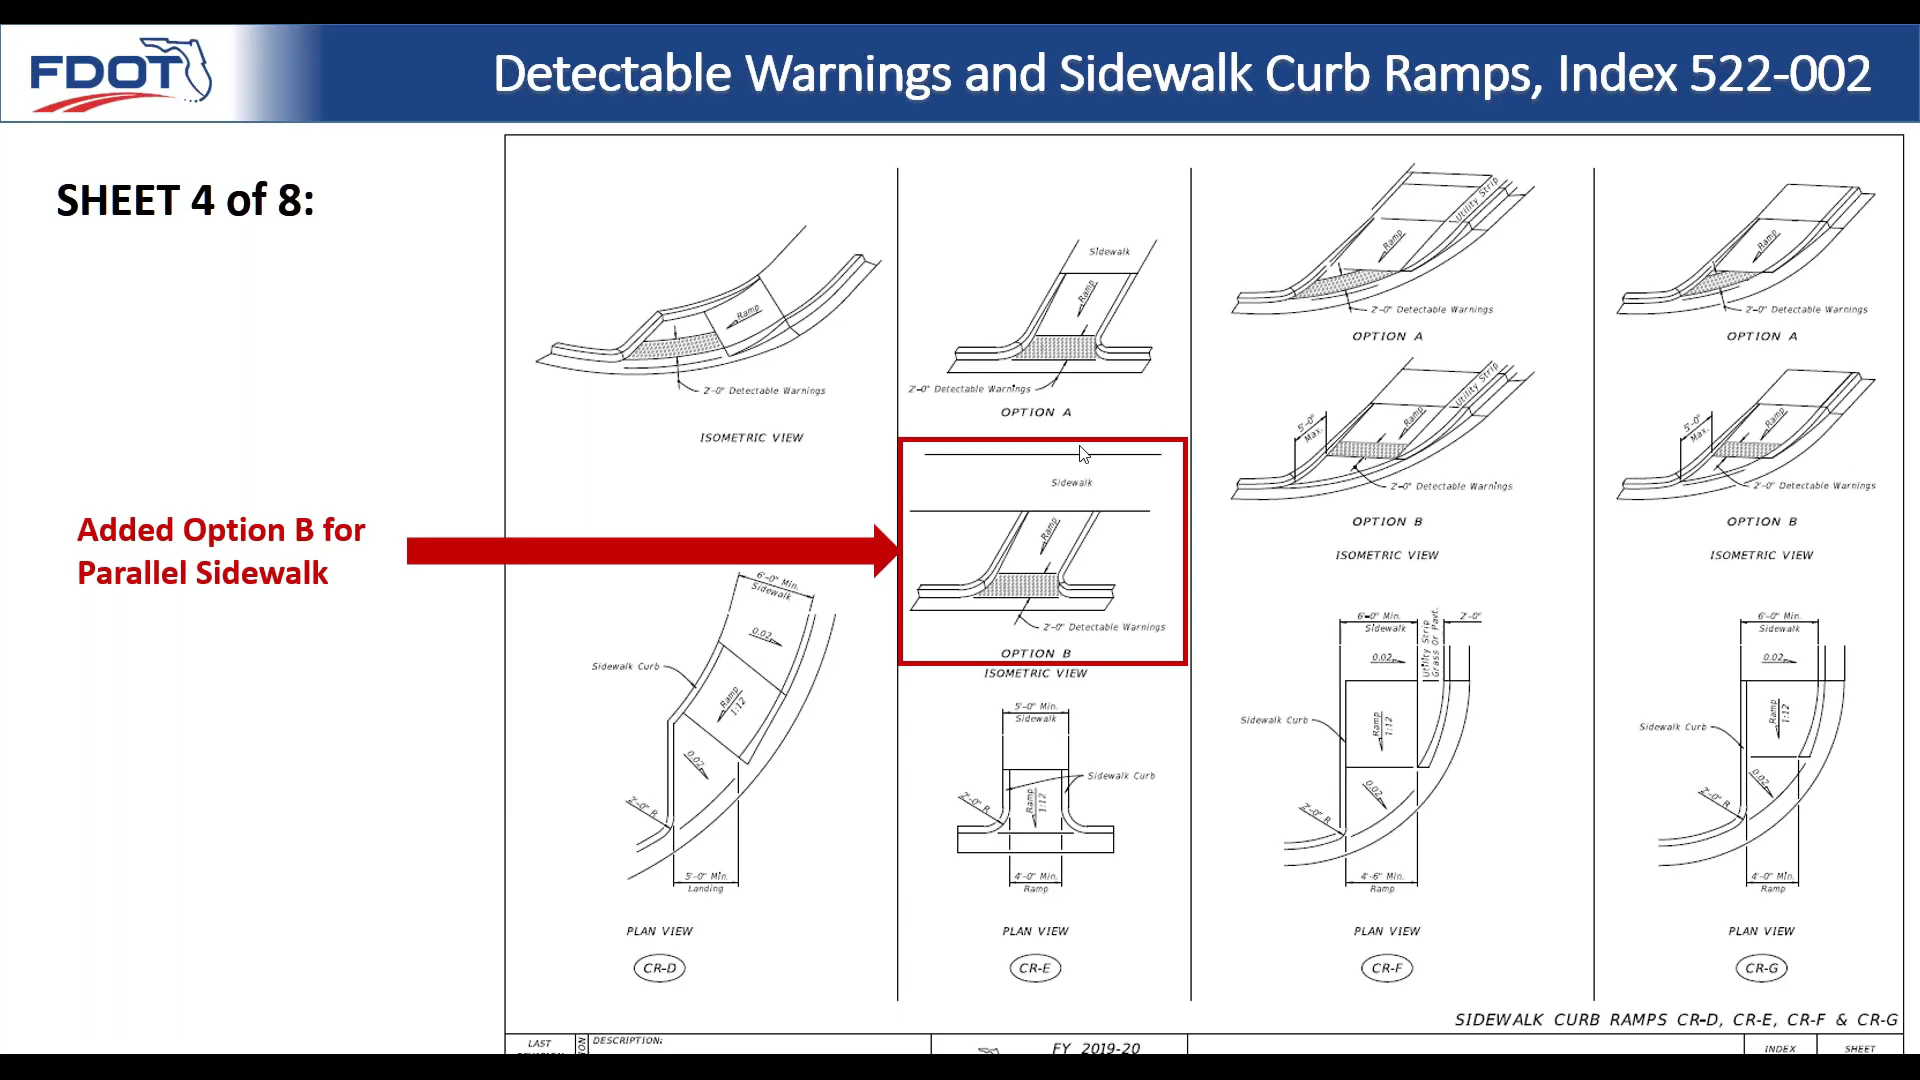 FDOT
Detectable Warnings and Sidewalk Curb Ramps, Index 522-002
SHEET 4 of 8:
Added Option B for
Parallel Sidewalk
Ramp
2'-0" Detectable Warnings
ISOMETRIC VIEW
6'-0" Min.
Sidewalk
0.02
Sidewalk Curb
Ramp
1:12
0.02
2'-0" R
5'-0" Min.
Landing
PLAN VIEW
CR-D
Sidewalk
Ramp
2'-0" Detectable Warnings
OPTION A
Sidewalk
Ramp
2'-0" Detectable Warnings
OPTION B
ISOMETRIC VIEW
5'-0" Min.
Sidewalk
Sidewalk Curb
Ramp
1:12
2'-0" R
4'-0" Min.
Ramp
PLAN VIEW
CR-E
Utility Strip
Ramp
2'-0" Detectable Warnings
OPTION A
Utility Strip
5'-0"
Max.
Ramp
2'-0" Detectable Warnings
OPTION B
ISOMETRIC VIEW
6'-0" Min.
Sidewalk
Utility Strip
Grass Or Pavt.
2'-0"
0.02
Sidewalk Curb
Ramp
1:12
0.02
2'-0" R
4'-6" Min.
Ramp
PLAN VIEW
CR-F
Ramp
2'-0" Detectable Warnings
OPTION A
5'-0"
Max.
Ramp
2'-0" Detectable Warnings
OPTION B
ISOMETRIC VIEW
6'-0" Min.
Sidewalk
0.02
Sidewalk Curb
Ramp
1:12
0.02
2'-0" R
4'-0" Min.
Ramp
PLAN VIEW
CR-G
SIDEWALK CURB RAMPS CR-D, CR-E, CR-F & CR-G
LAST
DESCRIPTION:
FY 2019-20
INDEX
SHEET